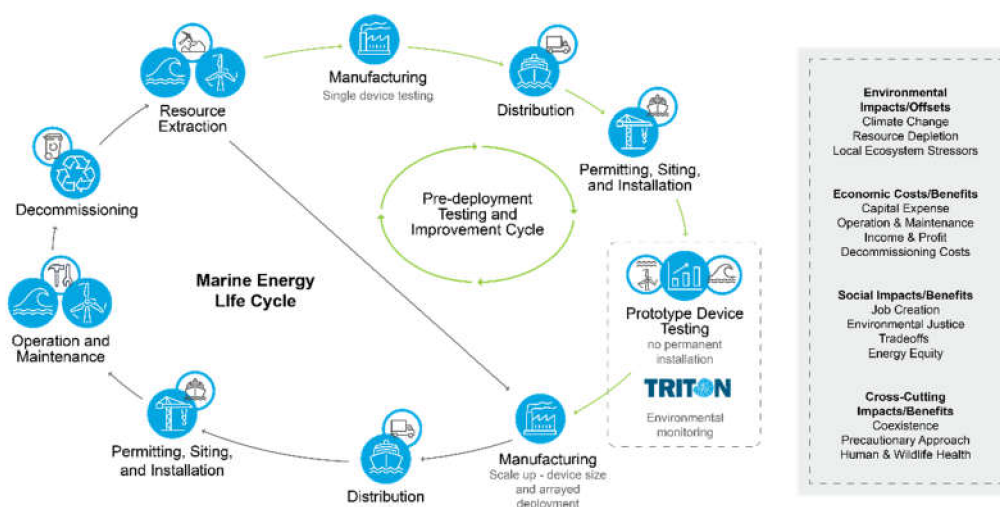 Resource
Extraction
Manufacturing
Single device testing
Distribution
Permitting, Siting,
and Installation
Pre-deployment
Testing and
Improvement Cycle
Prototype Device
Testing
no permanent
installation
TRITON
Environmental
monitoring
Manufacturing
Scale up - device size
and arrayed
deployment
Distribution
Permitting, Siting,
and Installation
Operation and
Maintenance
Decommissioning
Marine Energy
LIfe Cycle
Environmental
Impacts/Offsets
Climate Change
Resource Depletion
Local Ecosystem Stressors
Economic Costs/Benefits
Capital Expense
Operation & Maintenance
Income & Profit
Decommissioning Costs
Social Impacts/Benefits
Job Creation
Environmental Justice
Tradeoffs
Energy Equity
Cross-Cutting
Impacts/Benefits
Coexistence
Precautionary Approach
Human & Wildlife Health